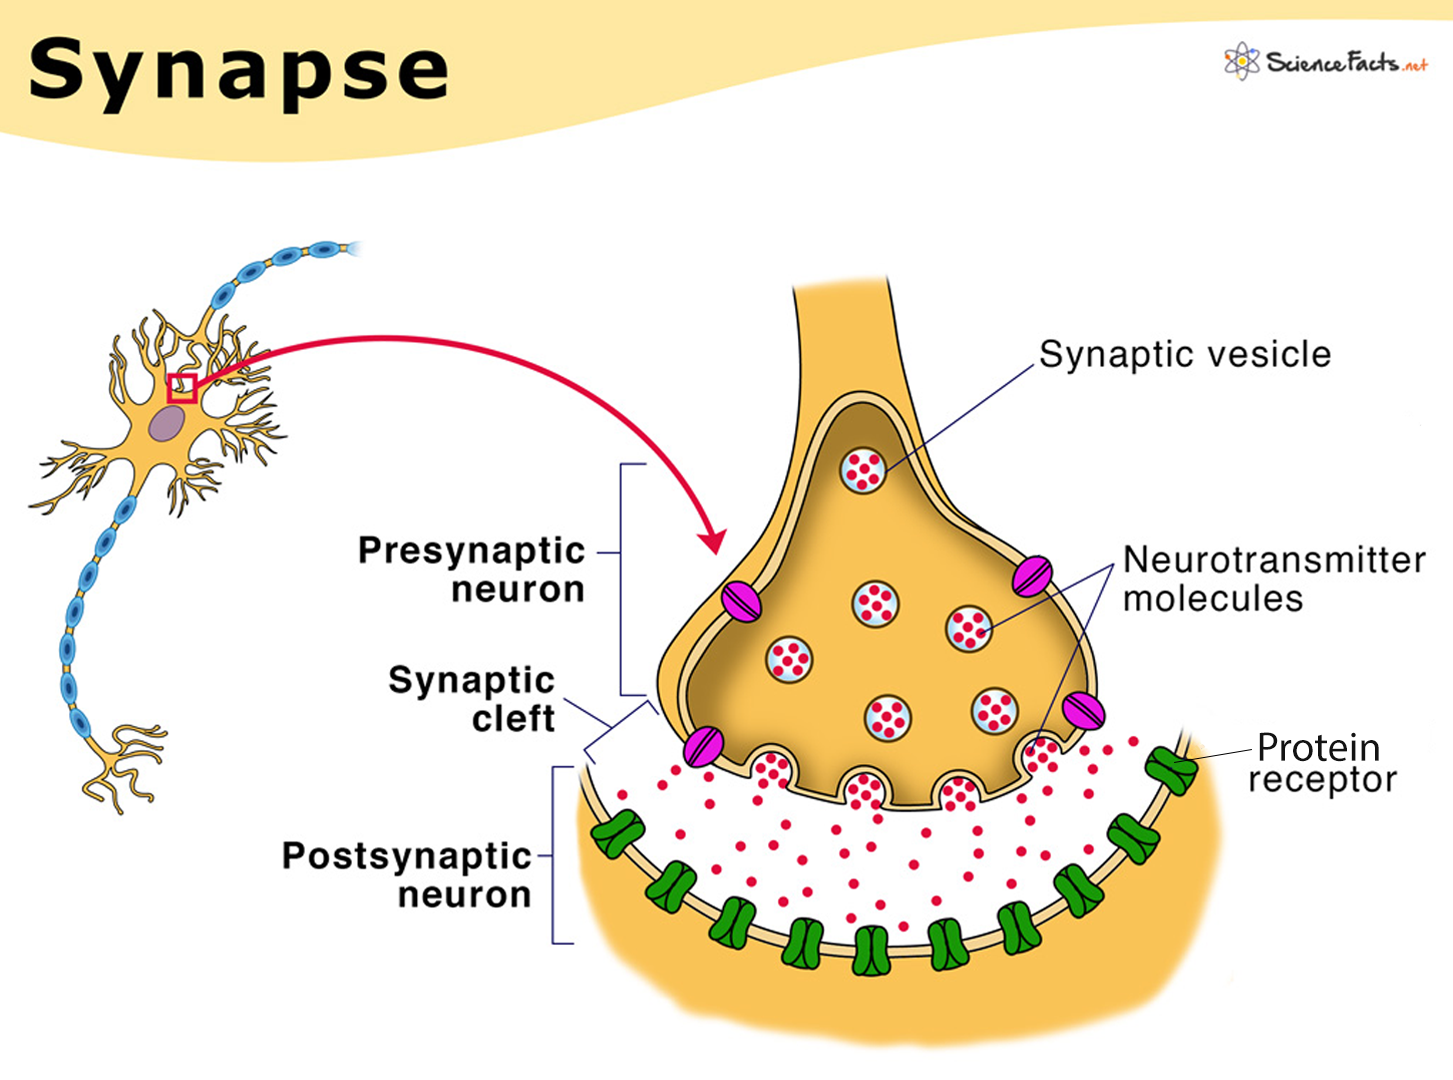 Synapse
ScienceFacts.net
Synaptic vesicle
Presynaptic
neuron
Neurotransmitter
molecules
Synaptic
cleft
Protein
receptor
Postsynaptic
neuron